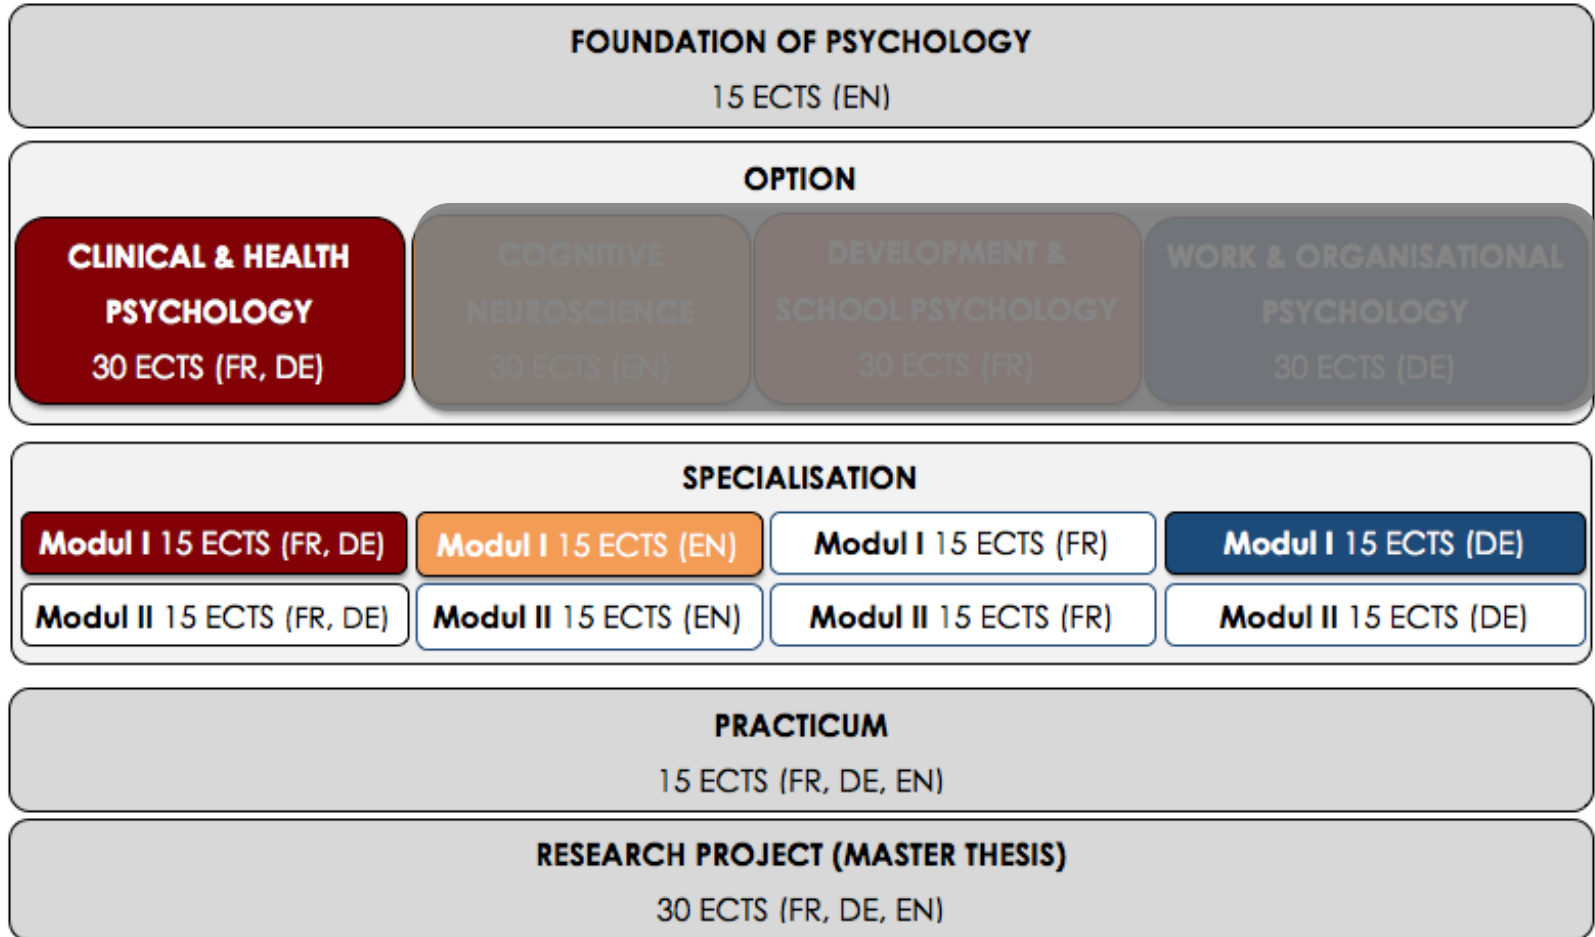 FOUNDATION OF PSYCHOLOGY
15 ECTS (EN)
OPTION
CLINICAL & HEALTH
PSYCHOLOGY
30 ECTS (FR, DE)
COGNITIVE
NEUROSCIENCE
30 ECTS (EN)
DEVELOPMENT &
SCHOOL PSYCHOLOGY
30 ECTS (FR)
WORK & ORGANISATIONAL
PSYCHOLOGY
30 ECTS (DE)
SPECIALISATION
Modul I 15 ECTS (FR, DE)
Modul I 15 ECTS (EN)
Modul I 15 ECTS (FR)
Modul I 15 ECTS (DE)
Modul II 15 ECTS (FR, DE)
Modul II 15 ECTS (EN)
Modul II 15 ECTS (FR)
Modul II 15 ECTS (DE)
PRACTICUM
15 ECTS (FR, DE, EN)
RESEARCH PROJECT (MASTER THESIS)
30 ECTS (FR, DE, EN)